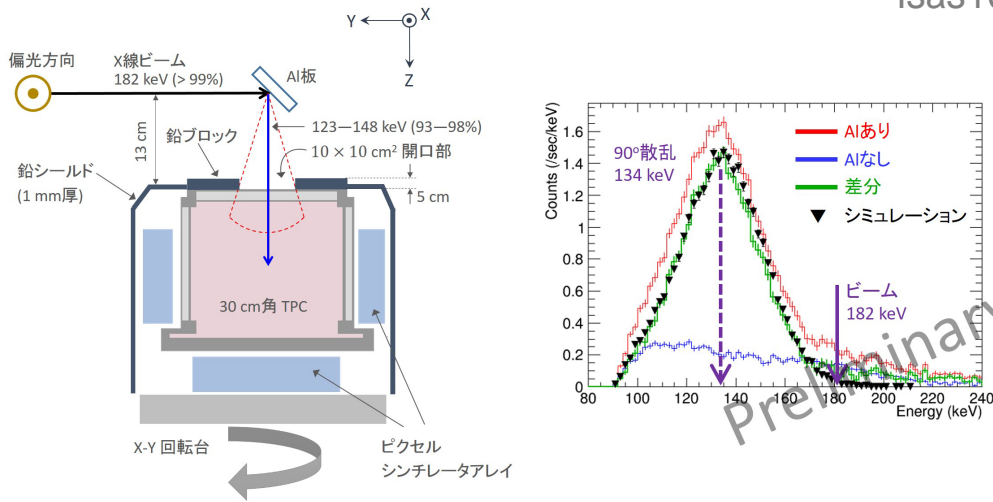 Y
X
Z
偏光方向
X線ビーム
182 keV (> 99%)
Al板
13 cm
鉛ブロック
123—148 keV (93—98%)
10 × 10 cm² 開口部
鉛シールド
(1 mm厚)
5 cm
30 cm角 TPC
X-Y 回転台
ピクセル
シンチレータアレイ
Counts (/sec/keV)
1.6
1.4
1.2
1
0.8
0.6
0.4
0.2
0
90°散乱
134 keV
Alあり
Alなし
差分
シミュレーション
ビーム
182 keV
80
100
120
140
160
180
200
220
240
Energy (keV)
Preliminary